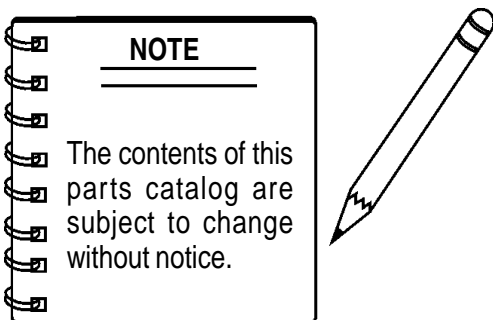 NOTE
The contents of this
parts catalog are
subject to change
without notice.